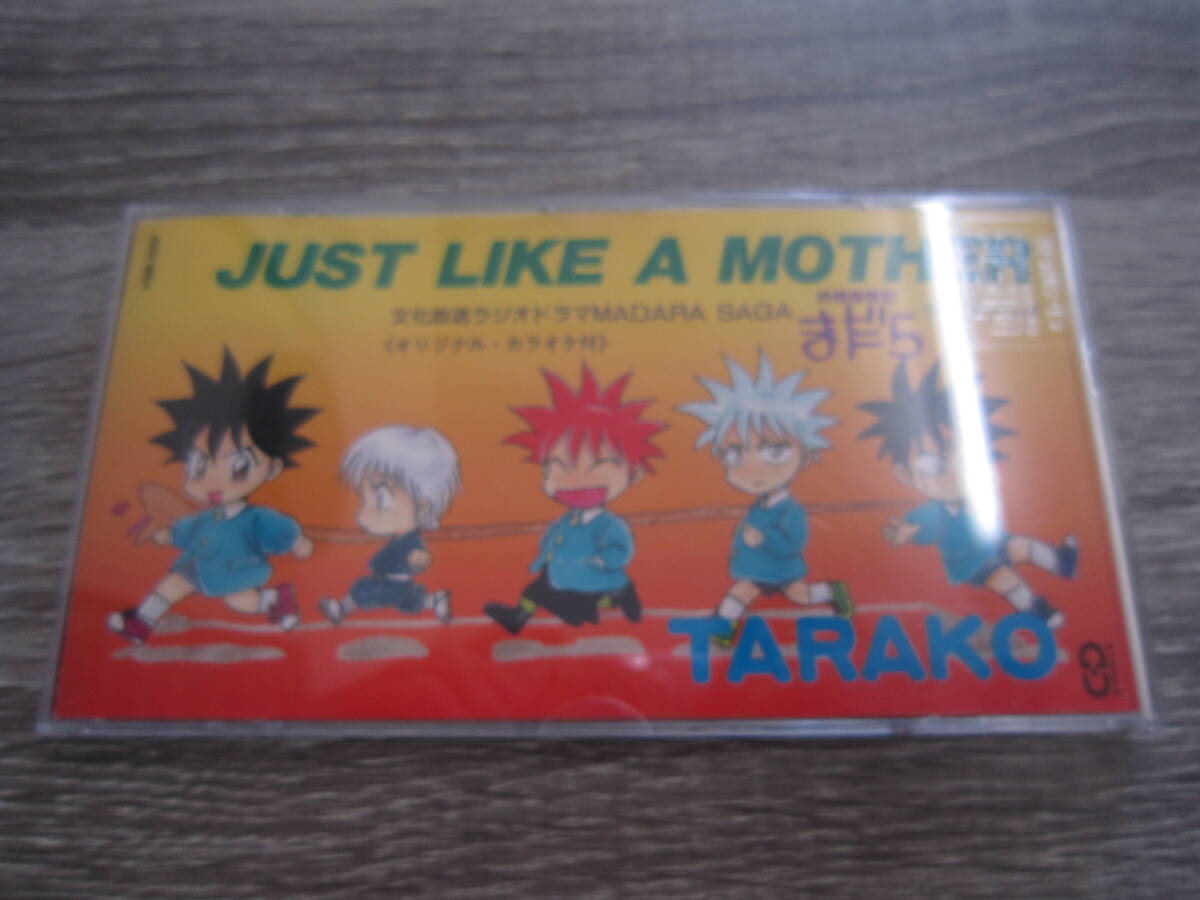 JUST LIKE A MOTHER
文化放送ラジオドラマMADARA SAGA
まだら
《オリジナル・カラオケ付》
TARAKO